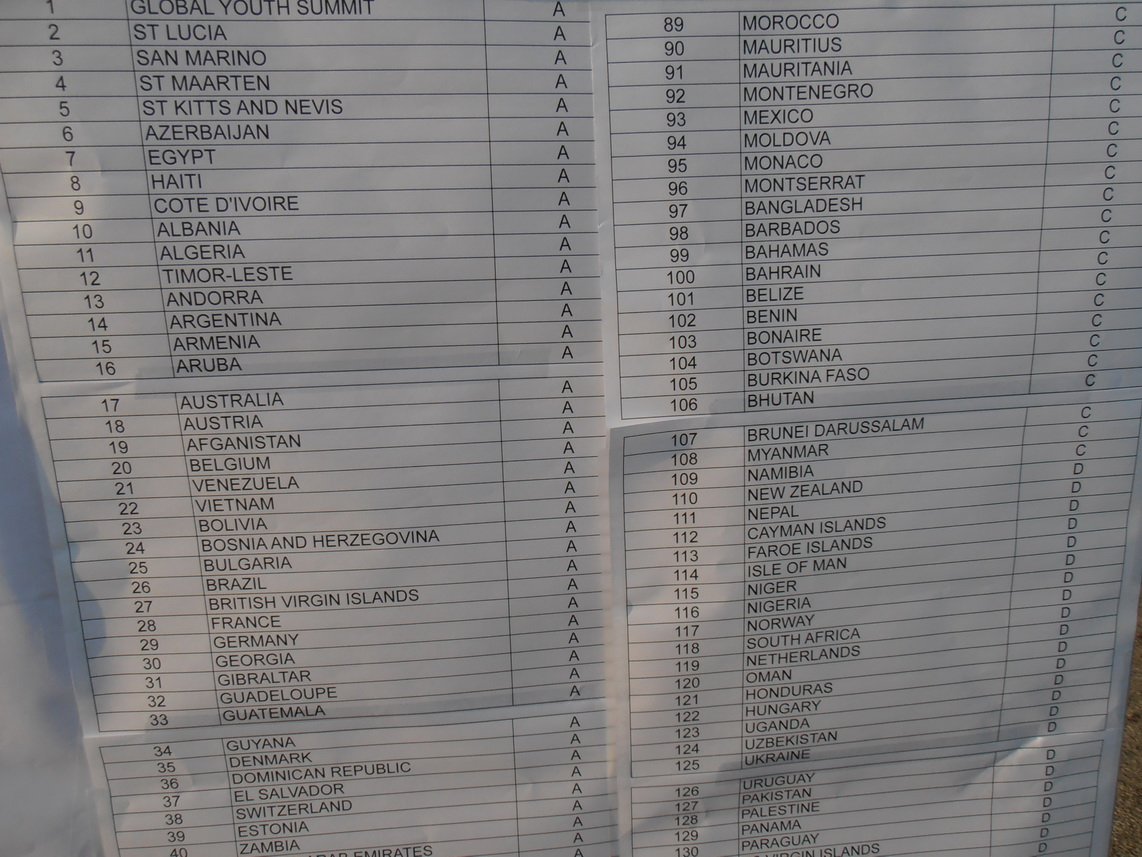 1 GLOBAL YOUTH SUMMIT A
2 ST LUCIA A
3 SAN MARINO A
4 ST MAARTEN A
5 ST KITTS AND NEVIS A
6 AZERBAIJAN A
7 EGYPT A
8 HAITI A
9 COTE D'IVOIRE A
10 ALBANIA A
11 ALGERIA A
12 TIMOR-LESTE A
13 ANDORRA A
14 ARGENTINA A
15 ARMENIA A
16 ARUBA A
17 AUSTRALIA A
18 AUSTRIA A
19 AFGANISTAN A
20 BELGIUM A
21 VENEZUELA A
22 VIETNAM A
23 BOLIVIA A
24 BOSNIA AND HERZEGOVINA A
25 BULGARIA A
26 BRAZIL A
27 BRITISH VIRGIN ISLANDS A
28 FRANCE A
29 GERMANY A
30 GEORGIA A
31 GIBRALTAR A
32 GUADELOUPE A
33 GUATEMALA A
34 GUYANA A
35 DENMARK A
36 DOMINICAN REPUBLIC A
37 EL SALVADOR A
38 SWITZERLAND A
39 ESTONIA A
40 ZAMBIA A
ARAB EMIRATES
89 MOROCCO C
90 MAURITIUS C
91 MAURITANIA C
92 MONTENEGRO C
93 MEXICO C
94 MOLDOVA C
95 MONACO C
96 MONTSERRAT C
97 BANGLADESH C
98 BARBADOS C
99 BAHAMAS C
100 BAHRAIN C
101 BELIZE C
102 BENIN C
103 BONAIRE C
104 BOTSWANA C
105 BURKINA FASO C
106 BHUTAN C
107 BRUNEI DARUSSALAM C
108 MYANMAR C
109 NAMIBIA C
110 NEW ZEALAND D
111 NEPAL D
112 CAYMAN ISLANDS D
113 FAROE ISLANDS D
114 ISLE OF MAN D
115 NIGER D
116 NIGERIA D
117 NORWAY D
118 SOUTH AFRICA D
119 NETHERLANDS D
120 OMAN D
121 HONDURAS D
122 HUNGARY D
123 UGANDA D
124 UZBEKISTAN D
125 UKRAINE D
126 URUGUAY D
127 PAKISTAN D
128 PALESTINE D
129 PANAMA D
130 PARAGUAY D
VIRGIN ISLANDS D